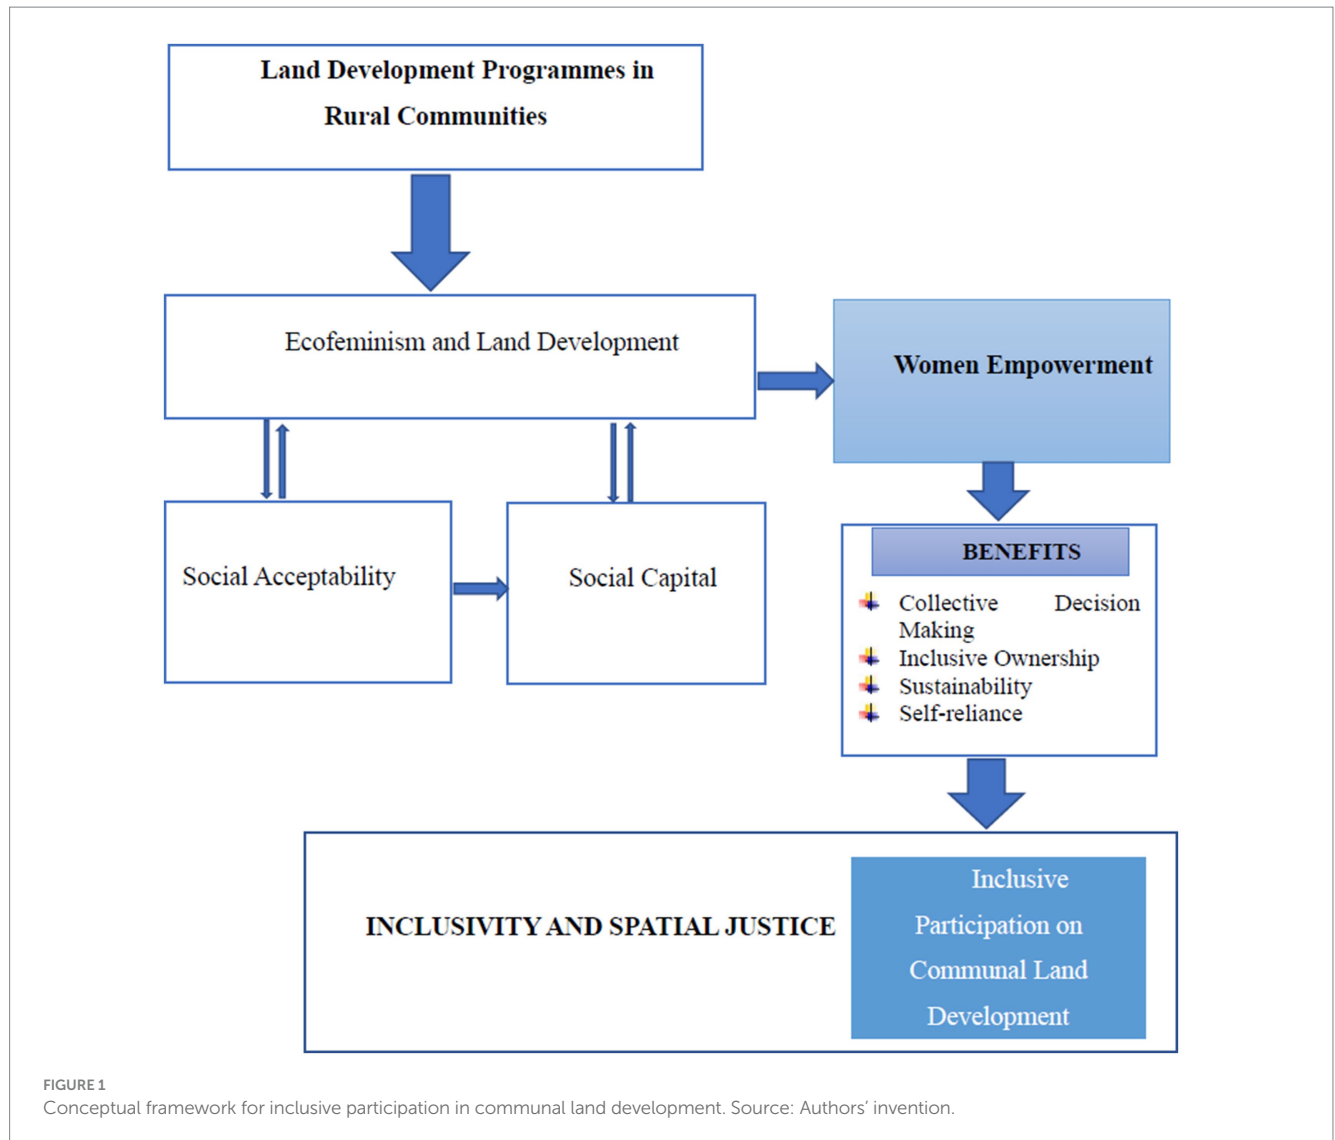 Land Development Programmes in
Rural Communities
Ecofeminism and Land Development
Women Empowerment
Social Acceptability
Social Capital
BENEFITS
Collective Decision
Making
Inclusive Ownership
Sustainability
Self-reliance
INCLUSIVITY AND SPATIAL JUSTICE
Inclusive
Participation on
Communal Land
Development
FIGURE 1
Conceptual framework for inclusive participation in communal land development. Source: Authors’ invention.